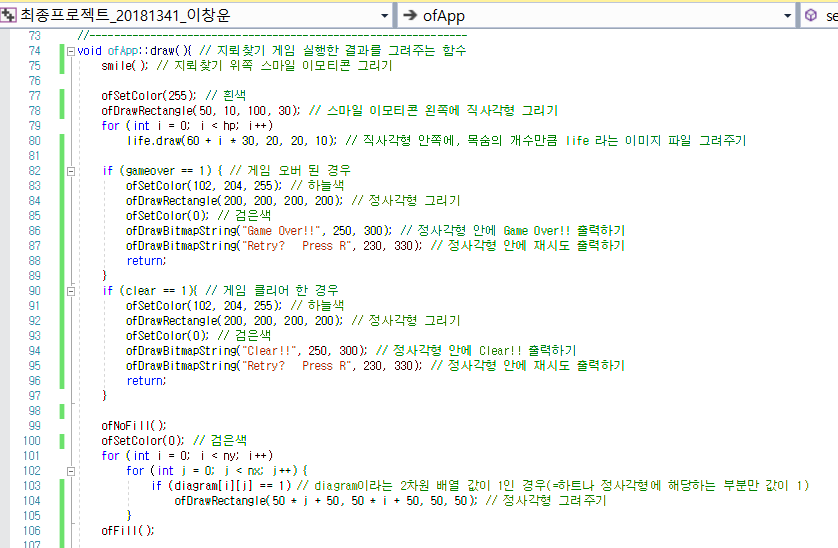 최종프로젝트_20181341_이창운 ofApp se
73 //------------------------------------------------------------
74 void ofApp::draw(){ // 지뢰찾기 게임 실행한 결과를 그려주는 함수
75 smile(); // 지뢰찾기 위쪽 스마일 이모티콘 그리기
76
77 ofSetColor(255); // 흰색
78 ofDrawRectangle(50, 10, 100, 30); // 스마일 이모티콘 왼쪽에 직사각형 그리기
79 for (int i = 0; i < hp; i++)
80 life.draw(60 + i * 30, 20, 20, 10); // 직사각형 안쪽에, 목숨의 개수만큼 life 라는 이미지 파일 그려주기
81
82 if (gameover == 1) { // 게임 오버 된 경우
83 ofSetColor(102, 204, 255); // 하늘색
84 ofDrawRectangle(200, 200, 200, 200); // 정사각형 그리기
85 ofSetColor(0); // 검은색
86 ofDrawBitmapString("Game Over!!", 250, 300); // 정사각형 안에 Game Over!! 출력하기
87 ofDrawBitmapString("Retry?  Press R", 230, 330); // 정사각형 안에 재시도 출력하기
88 return;
89 }
90 if (clear == 1){ // 게임 클리어 한 경우
91 ofSetColor(102, 204, 255); // 하늘색
92 ofDrawRectangle(200, 200, 200, 200); // 정사각형 그리기
93 ofSetColor(0); // 검은색
94 ofDrawBitmapString("Clear!!", 250, 300); // 정사각형 안에 Clear!! 출력하기
95 ofDrawBitmapString("Retry?  Press R", 230, 330); // 정사각형 안에 재시도 출력하기
96 return;
97 }
98
99 ofNoFill();
100 ofSetColor(0); // 검은색
101 for (int i = 0; i < ny; i++)
102 for (int j = 0; j < nx; j++) {
103 if (diagram[i][j] == 1) // diagram이라는 2차원 배열 값이 1인 경우(=하트나 정사각형에 해당하는 부분만 값이 1)
104 ofDrawRectangle(50 * j + 50, 50 * i + 50, 50, 50); // 정사각형 그려주기
105 }
106 ofFill();
107